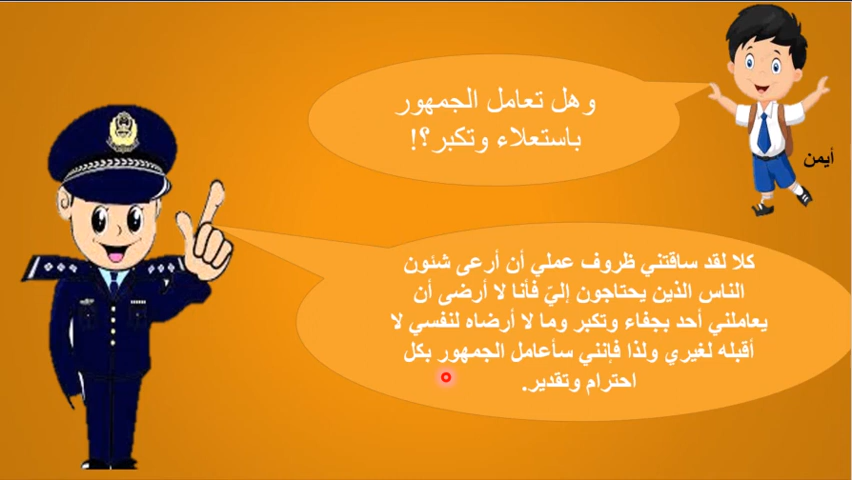 وهل تعامل الجمهور
باستعلاء وتكبر؟!
أيمن
كلا لقد ساقتني ظروف عملي أن أرعى شئون
الناس الذين يحتاجون إليّ فأنا لا أرضى أن
يعاملني أحد بجفاء وتكبر وما لا أرضاه لنفسي لا
أقبله لغيري ولذا فإنني سأعامل الجمهور بكل
احترام وتقدير.